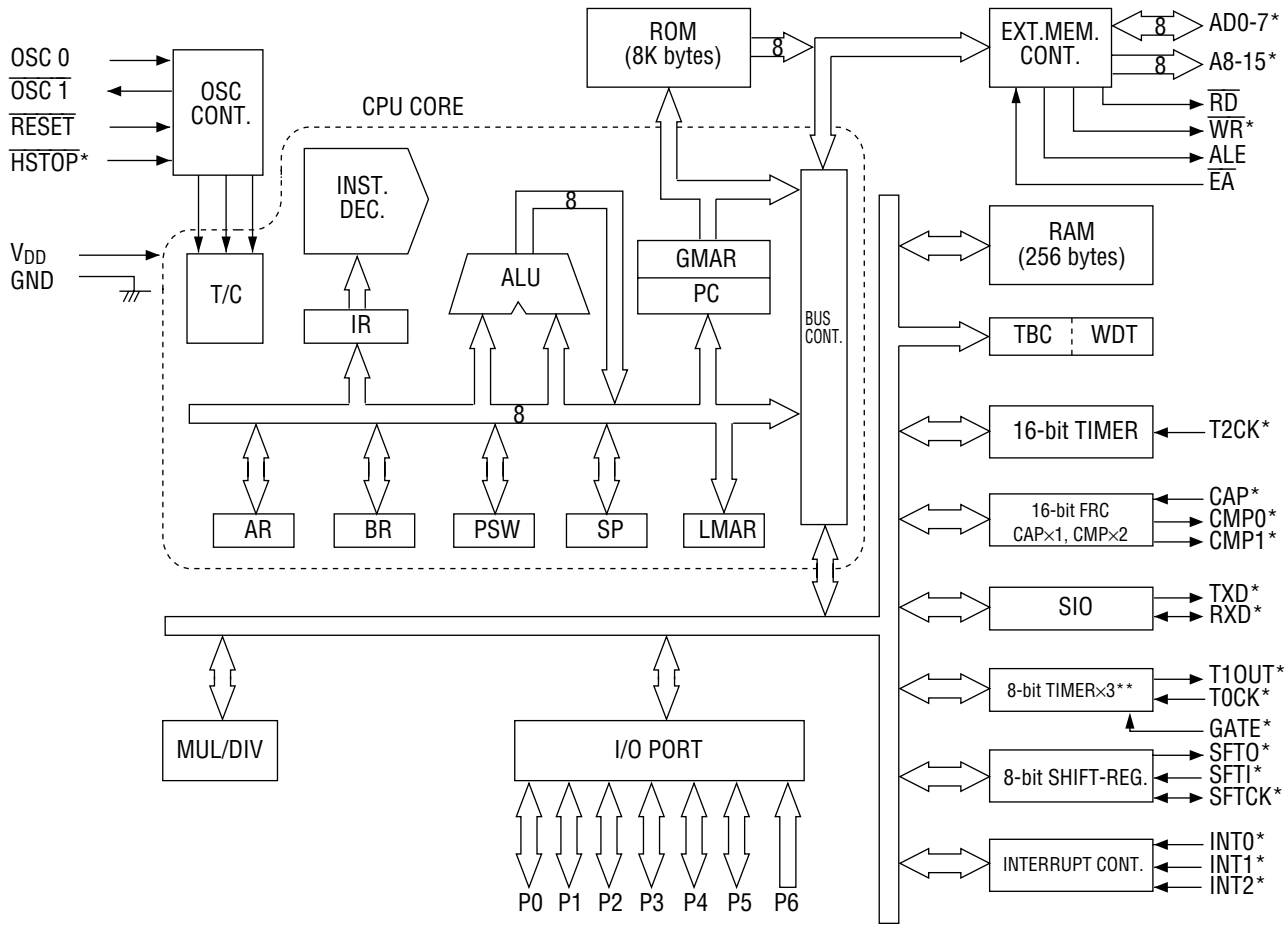 OSC 0
OSC 1
RESET
HSTOP*
VDD
GND
OSC
CONT.
T/C
CPU CORE
INST.
DEC.
IR
ALU
8
ROM
(8K bytes)
8
GMAR
PC
BUS
CONT.
8
AR
BR
PSW
SP
LMAR
MUL/DIV
I/O PORT
P0 P1 P2 P3 P4 P5 P6
EXT.MEM.
CONT.
8
AD0-7*
8
A8-15*
RD
WR*
ALE
EA
RAM
(256 bytes)
TBC WDT
16-bit TIMER
T2CK*
16-bit FRC
CAP×1, CMP×2
CAP*
CMP0*
CMP1*
SIO
TXD*
RXD*
8-bit TIMER×3**
T1OUT*
T0CK*
GATE*
8-bit SHIFT-REG.
SFTO*
SFTI*
SFTCK*
INTERRUPT CONT.
INT0*
INT1*
INT2*